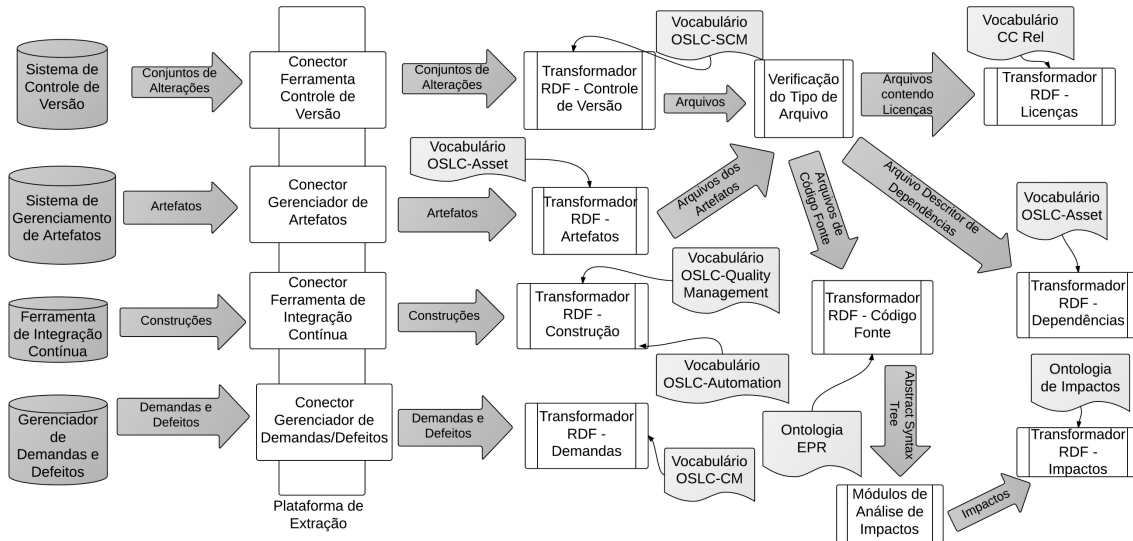 Sistema de
Controle de
Versão
Conjuntos de
Alterações
Conector
Ferramenta
Controle de
Versão
Conjuntos de
Alterações
Transformador
RDF - Controle
de Versão
Vocabulário
OSLC-SCM
Arquivos
Verificação
do Tipo de
Arquivo
Arquivos
contendo
Licenças
Vocabulário
CC Rel
Transformador
RDF -
Licenças
Sistema de
Gerenciamento
de Artefatos
Artefatos
Conector
Gerenciador de
Artefatos
Vocabulário
OSLC-Asset
Artefatos
Transformador
RDF -
Artefatos
Arquivos dos
Artefatos
Arquivos de
Código Fonte
Arquivo Descritor de
Dependências
Vocabulário
OSLC-Asset
Transformador
RDF -
Dependências
Ferramenta
de Integração
Contínua
Construções
Conector
Ferramenta de
Integração
Contínua
Construções
Transformador
RDF -
Construção
Vocabulário
OSLC-Quality
Management
Vocabulário
OSLC-Automation
Transformador
RDF - Código
Fonte
Abstract Syntax
Tree
Ontologia
EPR
Gerenciador
de
Demandas e
Defeitos
Demandas e
Defeitos
Conector
Gerenciador de
Demandas/Defeitos
Demandas e
Defeitos
Transformador
RDF -
Demandas
Vocabulário
OSLC-CM
Módulos de
Análise de
Impactos
Impactos
Ontologia
de Impactos
Transformador
RDF -
Impactos
Plataforma de
Extração